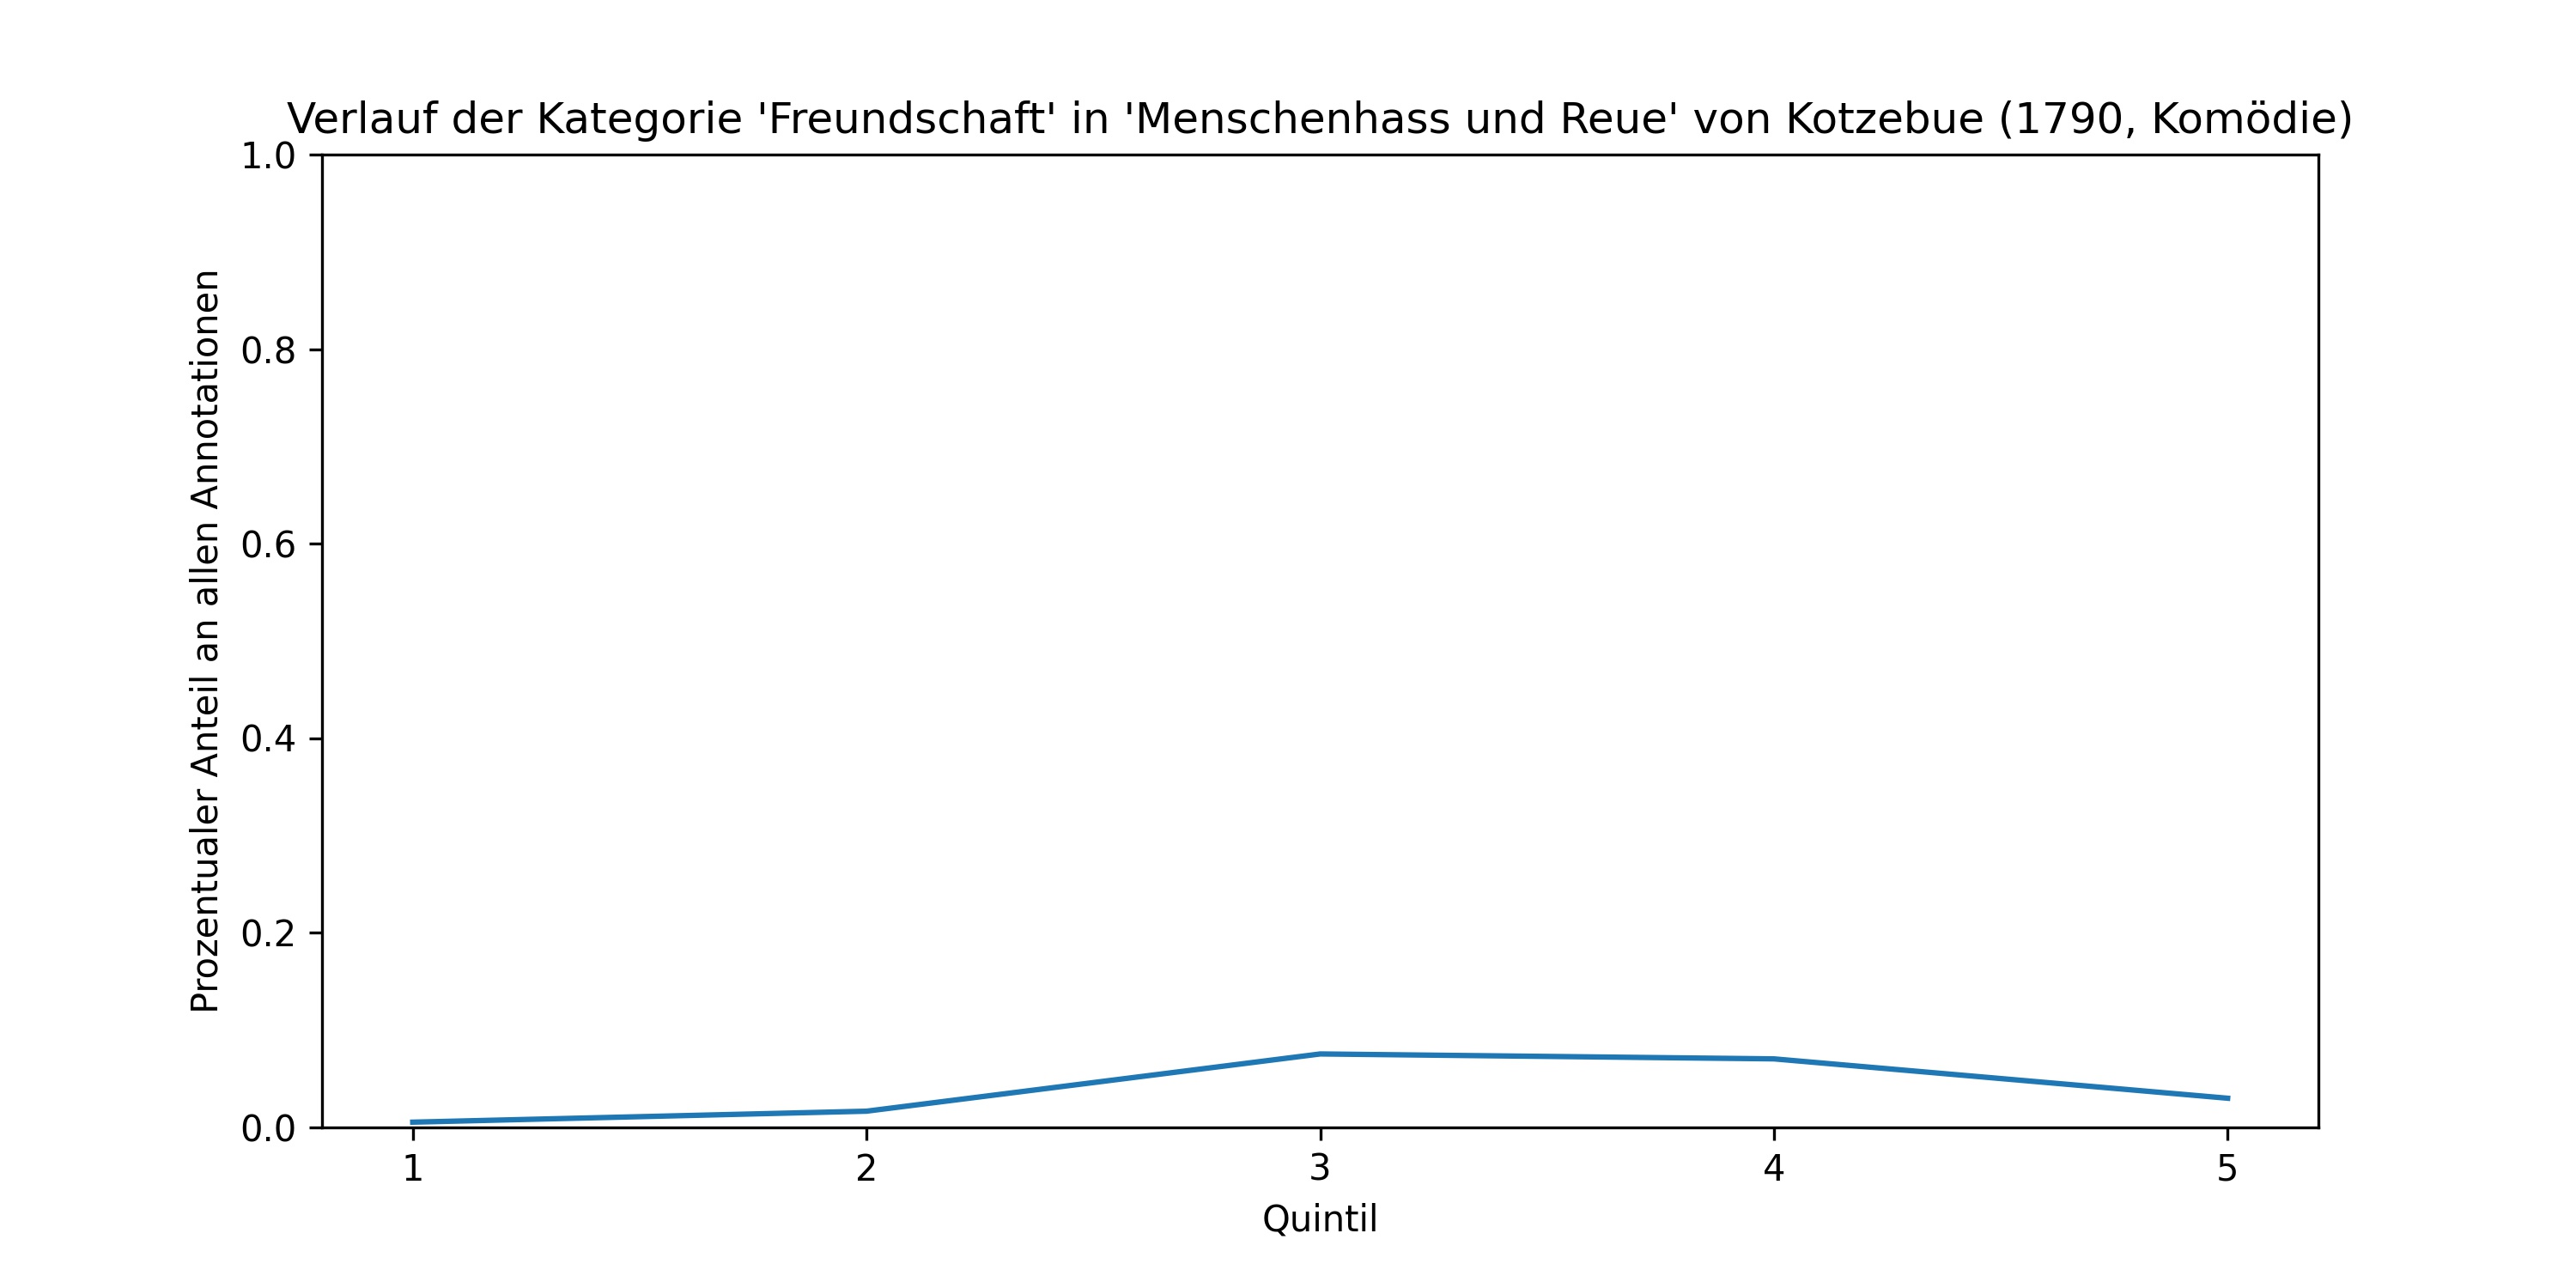 Verlauf der Kategorie 'Freundschaft' in 'Menschenhass und Reue' von Kotzebue (1790, Komödie)
Prozentualer Anteil an allen Annotationen
1.0
0.8
0.6
0.4
0.2
0.0
1 2 3 4 5
Quintil